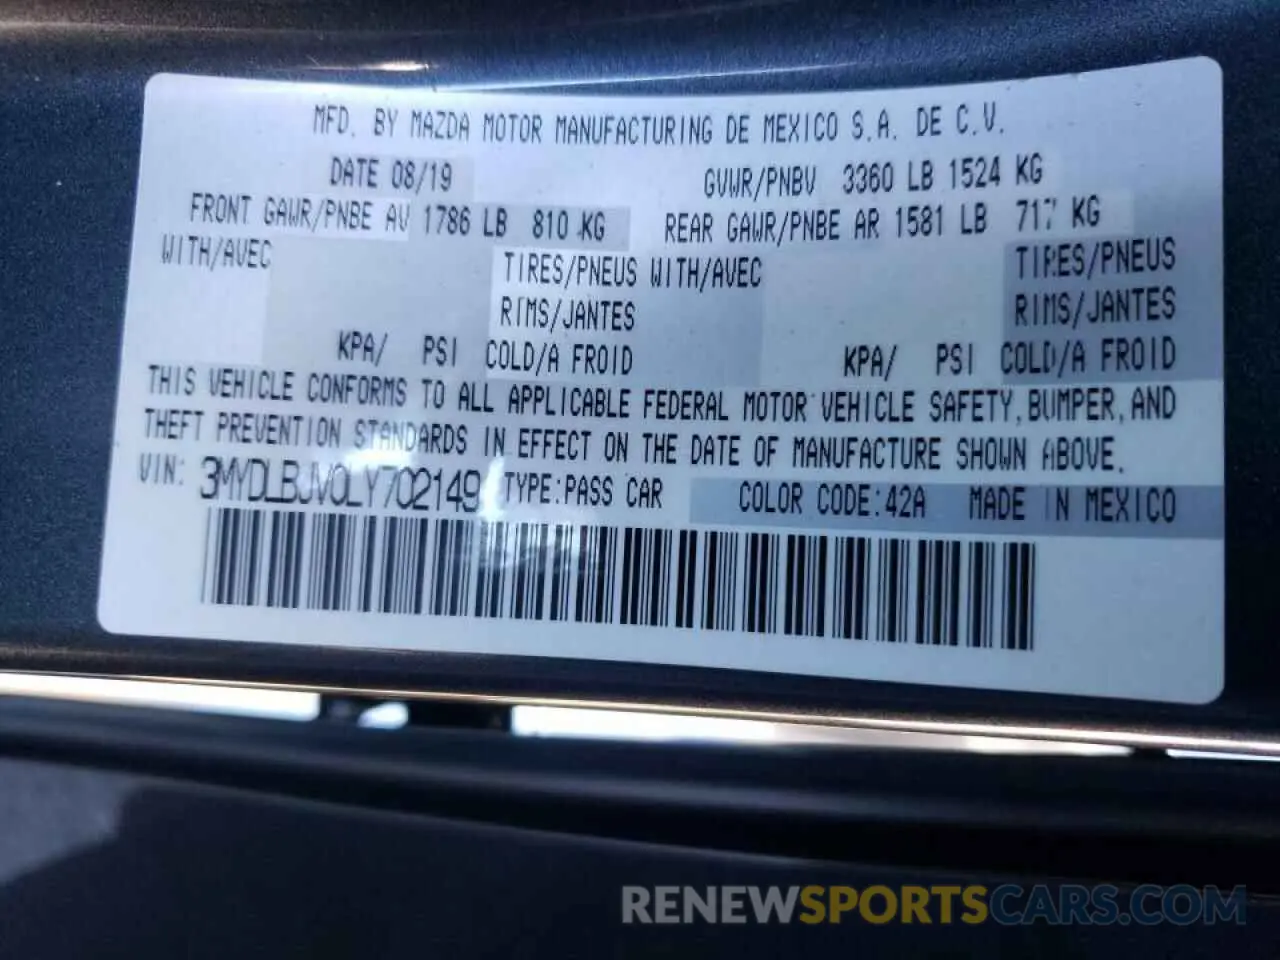 MFD. BY MAZDA MOTOR MANUFACTURING DE MEXICO S.A. DE C.V.
DATE 08/19 GVWR/PNBV 3360 LB 1524 KG
FRONT GAWR/PNBE AV 1786 LB 810 KG REAR GAWR/PNBE AR 1581 LB 717 KG
WITH/AVEC TIRES/PNEUS WITH/AVEC TIRES/PNEUS
RIMS/JANTES RIMS/JANTES
KPA/ PSI COLD/A FROID KPA/ PSI COLD/A FROID
THIS VEHICLE CONFORMS TO ALL APPLICABLE FEDERAL MOTOR VEHICLE SAFETY, BUMPER, AND
THEFT PREVENTION STANDARDS IN EFFECT ON THE DATE OF MANUFACTURE SHOWN ABOVE.
VIN: 3MYDLBJV0LY702149 TYPE:PASS CAR COLOR CODE:42A MADE IN MEXICO
RENEWSPORTSCARS.COM